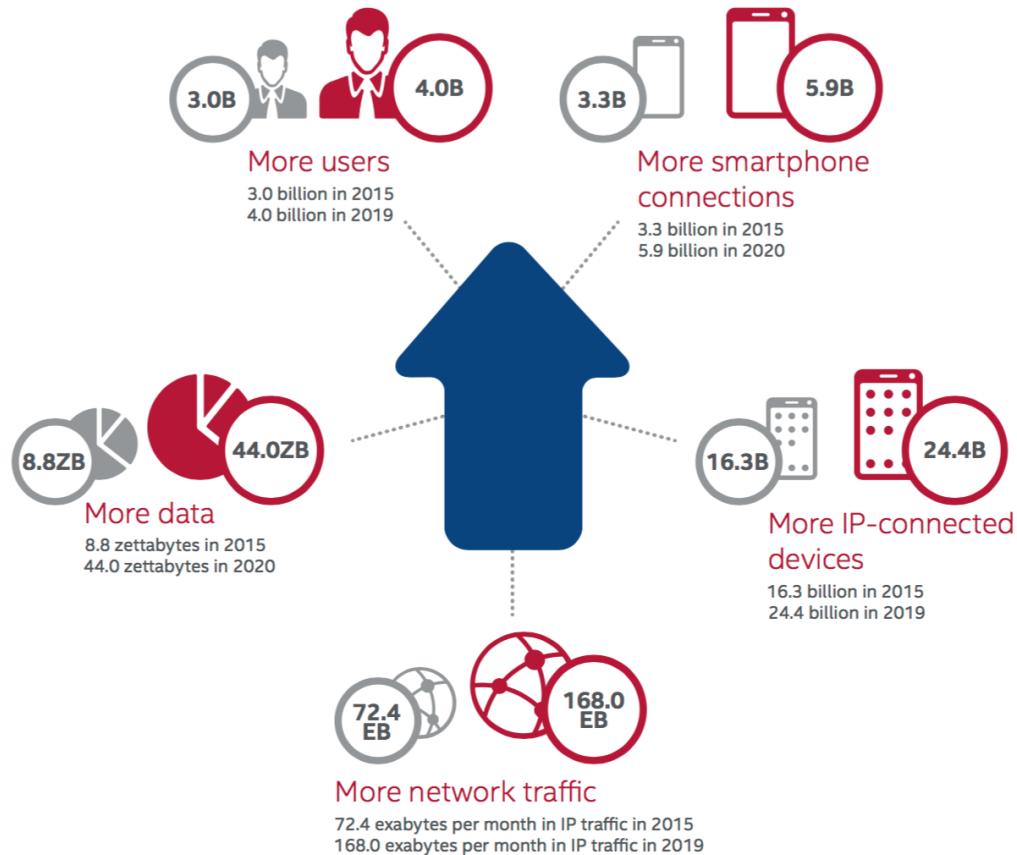 3.0B
4.0B
More users
3.0 billion in 2015
4.0 billion in 2019
3.3B
5.9B
More smartphone
connections
3.3 billion in 2015
5.9 billion in 2020
8.8ZB
44.0ZB
More data
8.8 zettabytes in 2015
44.0 zettabytes in 2020
16.3B
24.4B
More IP-connected
devices
16.3 billion in 2015
24.4 billion in 2019
72.4
EB
168.0
EB
More network traffic
72.4 exabytes per month in IP traffic in 2015
168.0 exabytes per month in IP traffic in 2019